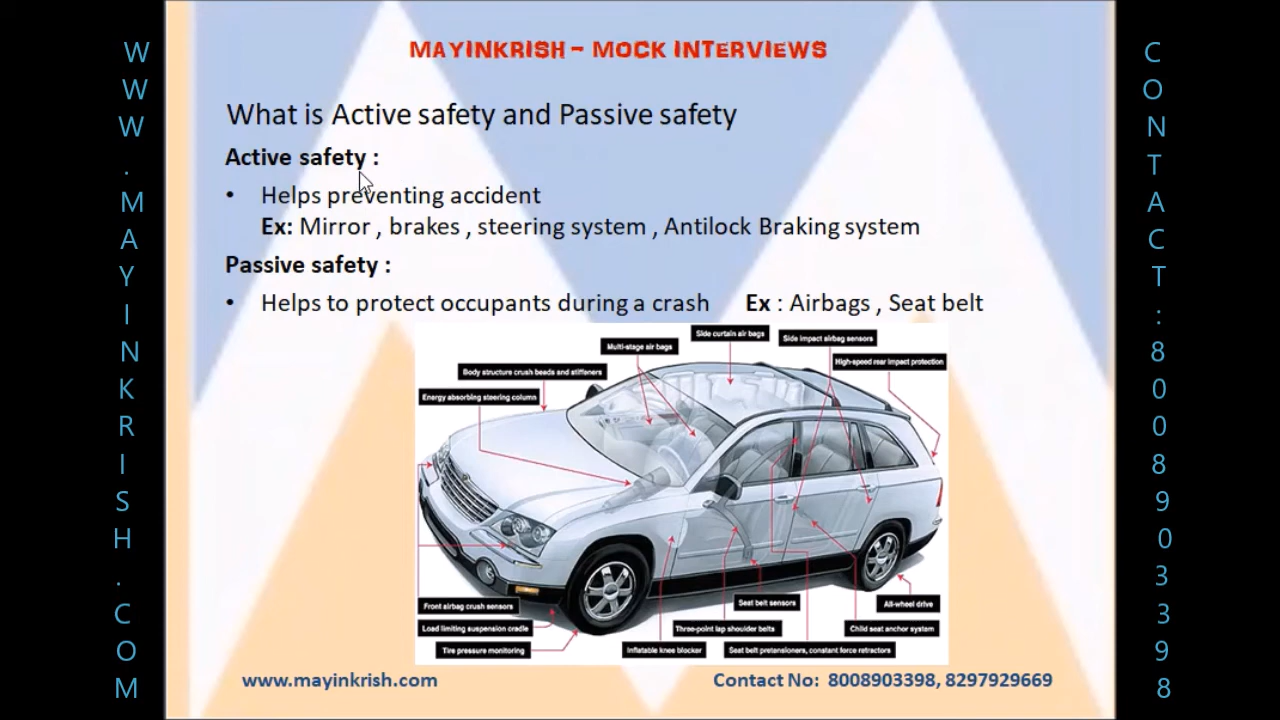 MAYINKRISH - MOCK INTERVIEWS
What is Active safety and Passive safety
Active safety :
• Helps preventing accident
Ex: Mirror , brakes , steering system , Antilock Braking system
Passive safety :
• Helps to protect occupants during a crash Ex : Airbags , Seat belt
Side curtain air bags
Side impact airbag sensors
Multi-stage air bags
High-speed rear impact protection
Body structure crush beads and stiffeners
Energy absorbing steering column
Front airbag crush sensors
Seat belt sensors
All-wheel drive
Load limiting suspension cradle
Three-point lap shoulder belts
Child seat anchor system
Tire pressure monitoring
Inflatable knee blocker
Seat belt pretensioners, constant force retractors
www.mayinkrish.com
Contact No: 8008903398, 8297929669
WWW.MAYINKRISH.COM
CONTACT:8008903398